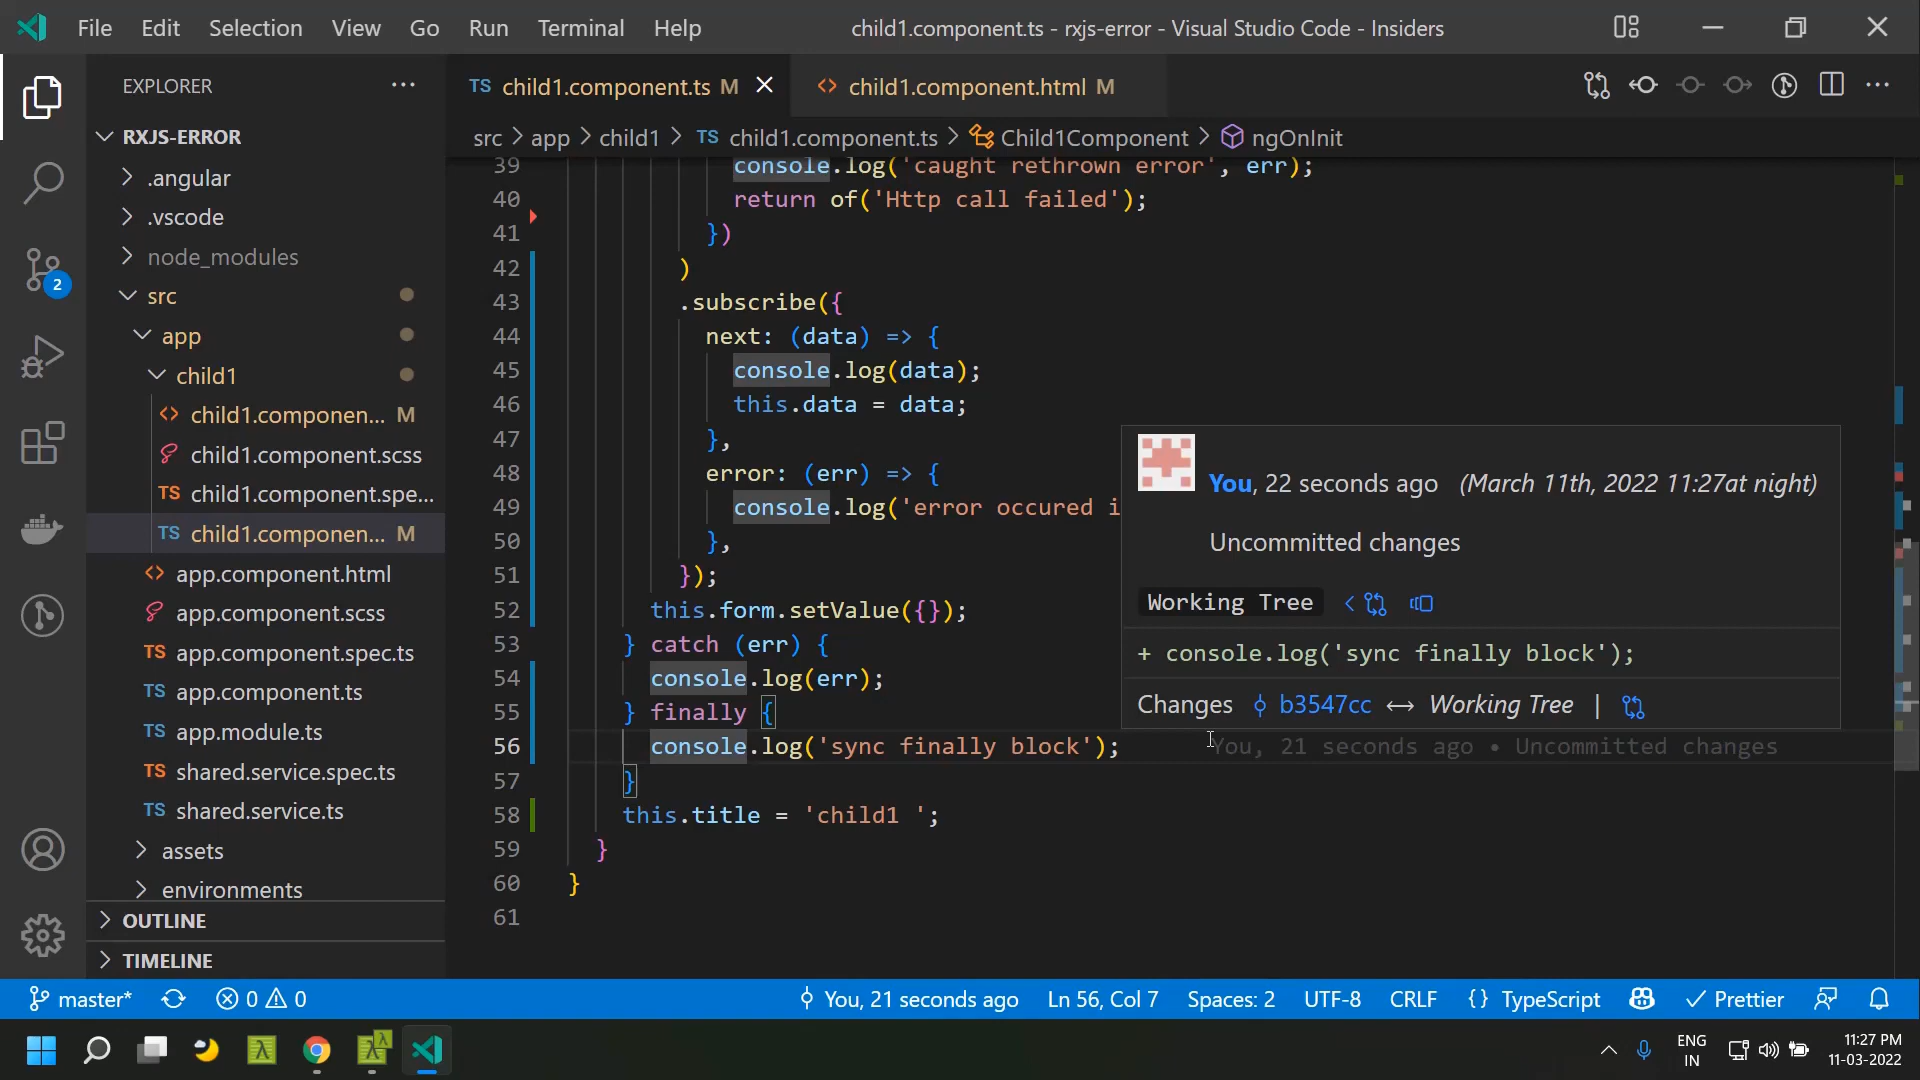 File Edit Selection View Go Run Terminal Help
child1.component.ts - rxjs-error - Visual Studio Code - Insiders
EXPLORER
RXJS-ERROR
.angular
.vscode
node_modules
src
app
child1
child1.componen... M
child1.component.scss
TS child1.component.spe...
TS child1.componen... M
app.component.html
app.component.scss
TS app.component.spec.ts
TS app.component.ts
TS app.module.ts
TS shared.service.spec.ts
TS shared.service.ts
assets
environments
OUTLINE
TIMELINE
2
TS child1.component.ts M
child1.component.html M
src > app > child1 > TS child1.component.ts > Child1Component > ngOnInit
39 console.log('caught rethrown error', err);
40 return of('Http call failed');
41 })
42 )
43 .subscribe({
44 next: (data) => {
45 console.log(data);
46 this.data = data;
47 },
48 error: (err) => {
49 console.log('error occured i
50 },
51 });
52 this.form.setValue({});
53 } catch (err) {
54 console.log(err);
55 } finally {
56 console.log('sync finally block'); You, 21 seconds ago • Uncommitted changes
57 }
58 this.title = 'child1 ';
59 }
60 }
61
You, 22 seconds ago (March 11th, 2022 11:27at night)
Uncommitted changes
Working Tree
+ console.log('sync finally block');
Changes b3547cc ↔ Working Tree |
master* 0 0 You, 21 seconds ago Ln 56, Col 7 Spaces: 2 UTF-8 CRLF {} TypeScript Prettier
ENG
IN
11:27 PM
11-03-2022